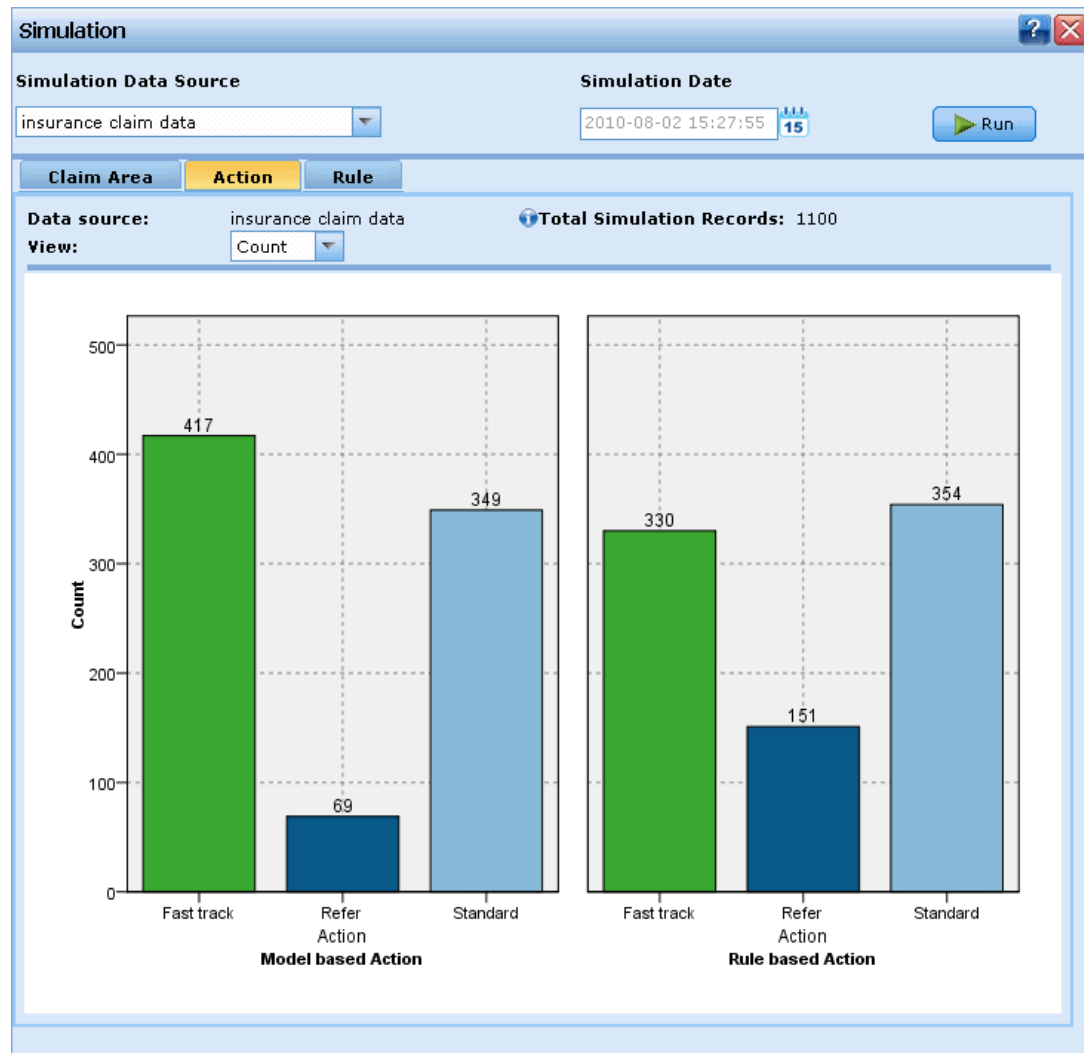 Simulation
?
Simulation Data Source Simulation Date
insurance claim data 2010-08-02 15:27:55 15 Run
Claim Area Action Rule
Data source: insurance claim data Total Simulation Records: 1100
View: Count
500
400
300
200
100
0
Count
417
69
349
330
151
354
Fast track Refer Standard Fast track Refer Standard
Action Action
Model based Action Rule based Action